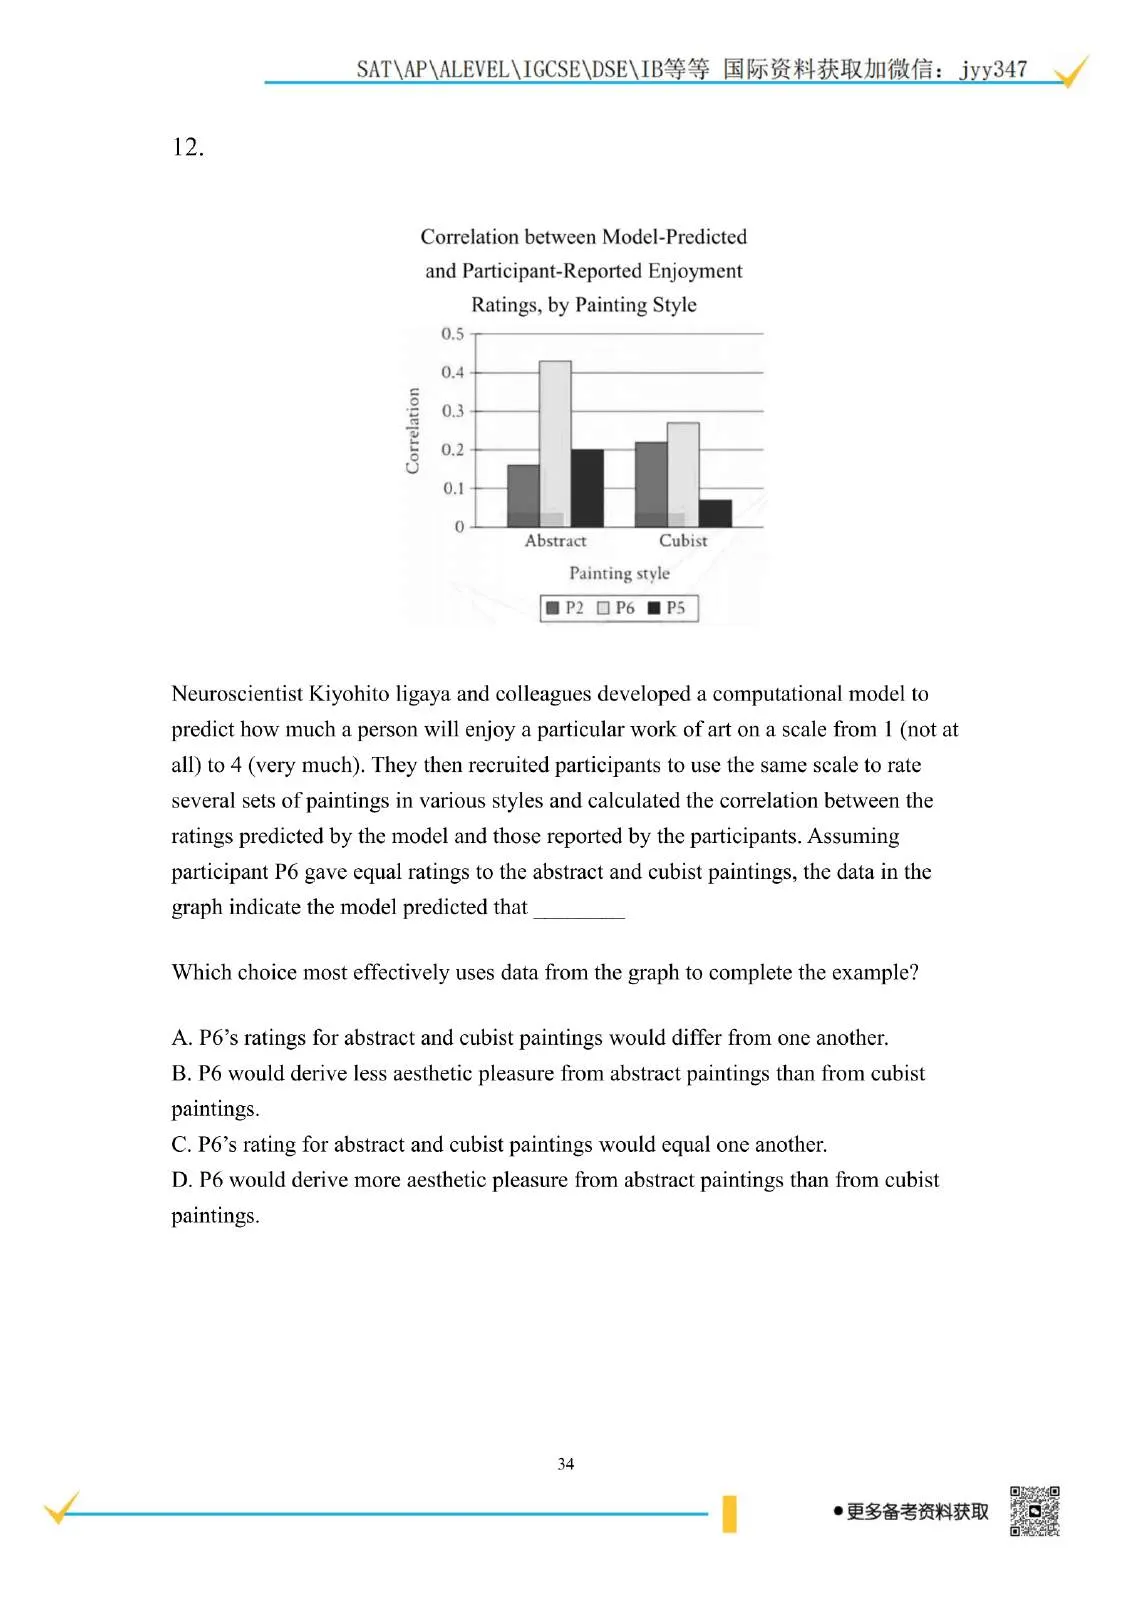 SAT\AP\ALEVEL\IGCSE\DSE\IB等等 国际资料获取加微信：jyy347
12.
Correlation between Model-Predicted
and Participant-Reported Enjoyment
Ratings, by Painting Style
0.5
0.4
0.3
0.2
0.1
0
Correlation
Abstract Cubist
Painting style
P2 P6 P5
Neuroscientist Kiyohito ligaya and colleagues developed a computational model to
predict how much a person will enjoy a particular work of art on a scale from 1 (not at
all) to 4 (very much). They then recruited participants to use the same scale to rate
several sets of paintings in various styles and calculated the correlation between the
ratings predicted by the model and those reported by the participants. Assuming
participant P6 gave equal ratings to the abstract and cubist paintings, the data in the
graph indicate the model predicted that ________
Which choice most effectively uses data from the graph to complete the example?
A. P6’s ratings for abstract and cubist paintings would differ from one another.
B. P6 would derive less aesthetic pleasure from abstract paintings than from cubist
paintings.
C. P6’s rating for abstract and cubist paintings would equal one another.
D. P6 would derive more aesthetic pleasure from abstract paintings than from cubist
paintings.
34
●更多备考资料获取